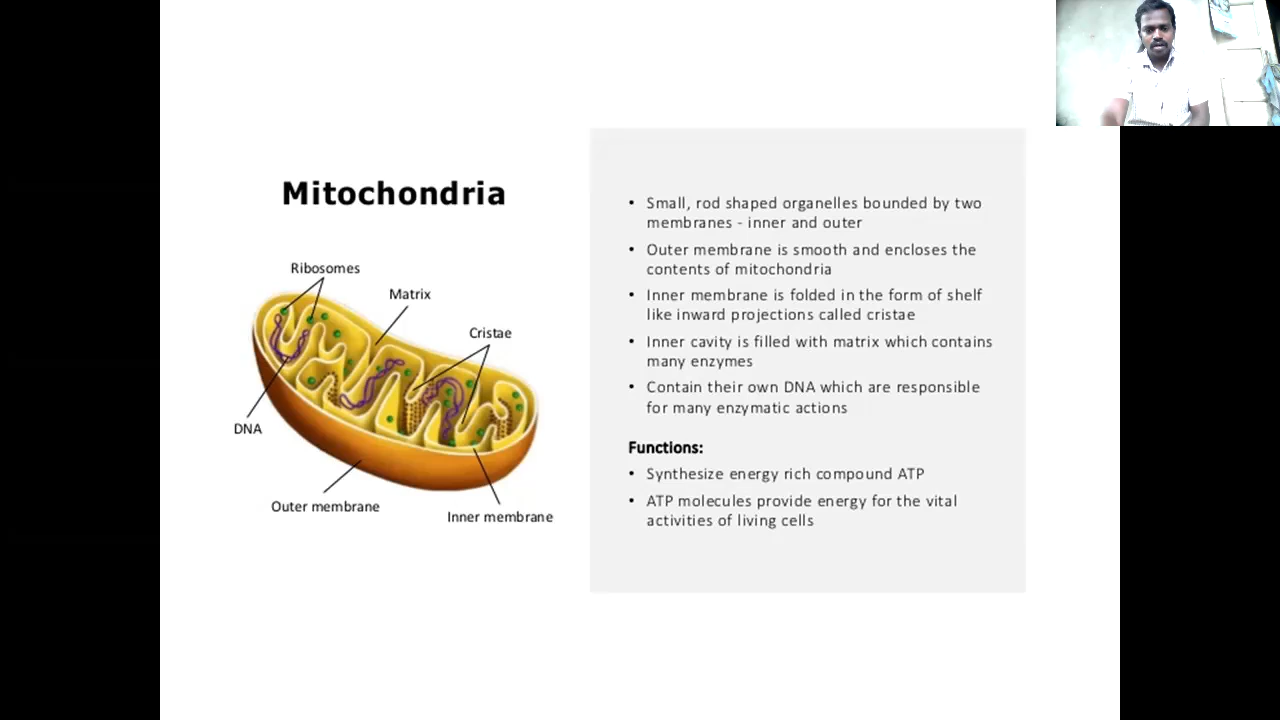 Mitochondria
Ribosomes
Matrix
Cristae
DNA
Outer membrane
Inner membrane
• Small, rod shaped organelles bounded by two
membranes - inner and outer
• Outer membrane is smooth and encloses the
contents of mitochondria
• Inner membrane is folded in the form of shelf
like inward projections called cristae
• Inner cavity is filled with matrix which contains
many enzymes
• Contain their own DNA which are responsible
for many enzymatic actions
Functions:
• Synthesize energy rich compound ATP
• ATP molecules provide energy for the vital
activities of living cells